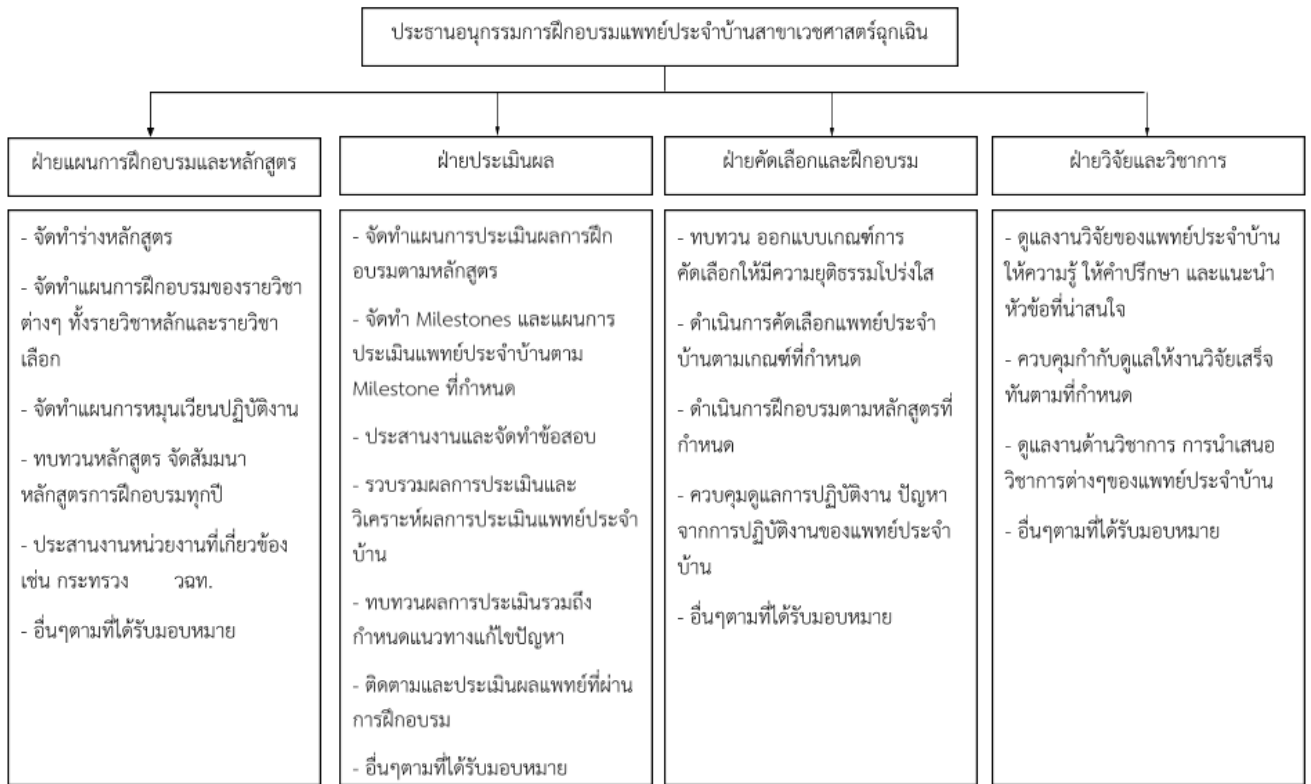 ประธานอนุกรรมการฝึกอบรมแพทย์ประจำบ้านสาขาเวชศาสตร์ฉุกเฉิน
ฝ่ายแผนการฝึกอบรมและหลักสูตร
- จัดทำร่างหลักสูตร
- จัดทำแผนการฝึกอบรมของรายวิชา
ต่างๆ ทั้งรายวิชาหลักและรายวิชา
เลือก
- จัดทำแผนการหมุนเวียนปฏิบัติงาน
- ทบทวนหลักสูตร จัดสัมมนา
หลักสูตรการฝึกอบรมทุกปี
- ประสานงานหน่วยงานที่เกี่ยวข้อง
เช่น กระทรวง วฉท.
- อื่นๆตามที่ได้รับมอบหมาย
ฝ่ายประเมินผล
- จัดทำแผนการประเมินผลการฝึก
อบรมตามหลักสูตร
- จัดทำ Milestones และแผนการ
ประเมินแพทย์ประจำบ้านตาม
Milestone ที่กำหนด
- ประสานงานและจัดทำข้อสอบ
- รวบรวมผลการประเมินและ
วิเคราะห์ผลการประเมินแพทย์ประจำ
บ้าน
- ทบทวนผลการประเมินรวมถึง
กำหนดแนวทางแก้ไขปัญหา
- ติดตามและประเมินผลแพทย์ที่ผ่าน
การฝึกอบรม
- อื่นๆตามที่ได้รับมอบหมาย
ฝ่ายคัดเลือกและฝึกอบรม
- ทบทวน ออกแบบเกณฑ์การ
คัดเลือกให้มีความยุติธรรมโปร่งใส
- ดำเนินการคัดเลือกแพทย์ประจำ
บ้านตามเกณฑ์ที่กำหนด
- ดำเนินการฝึกอบรมตามหลักสูตรที่
กำหนด
- ควบคุมดูแลการปฏิบัติงาน ปัญหา
จากการปฏิบัติงานของแพทย์ประจำ
บ้าน
- อื่นๆตามที่ได้รับมอบหมาย
ฝ่ายวิจัยและวิชาการ
- ดูแลงานวิจัยของแพทย์ประจำบ้าน
ให้ความรู้ ให้คำปรึกษา และแนะนำ
หัวข้อที่น่าสนใจ
- ควบคุมกำกับดูแลให้งานวิจัยเสร็จ
ทันตามที่กำหนด
- ดูแลงานด้านวิชาการ การนำเสนอ
วิชาการต่างๆของแพทย์ประจำบ้าน
- อื่นๆตามที่ได้รับมอบหมาย